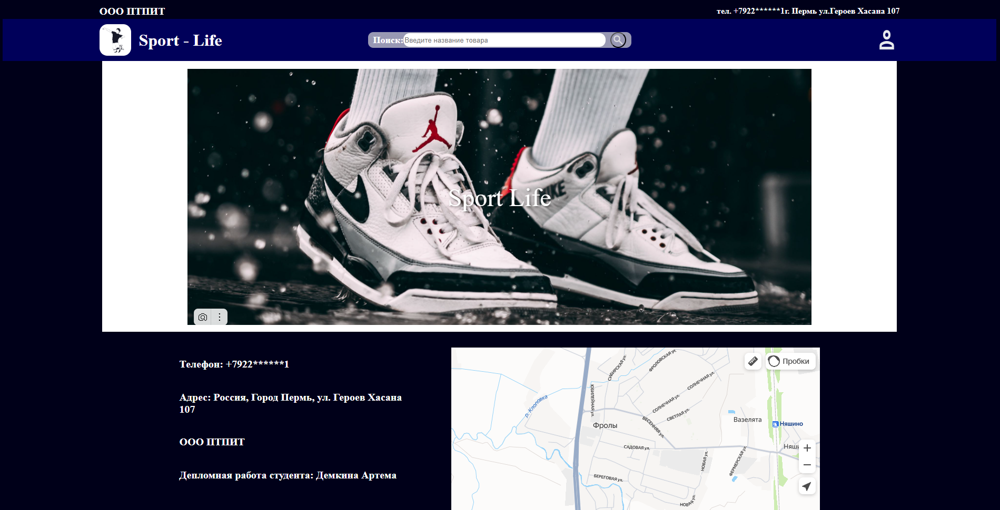 ООО ПТПИТ
тел. +7922******1г. Пермь ул.Героев Хасана 107
Sport - Life
Поиск:
Введите название товара
NIKE
Sport Life
Телефон: +7922******1
Адрес: Россия, Город Пермь, ул. Героев Хасана
107
ООО ПТПИТ
Депломная работа студента: Демкина Артема
Пробки
СИБИРСКАЯ ул.
ФРОЛОВСКАЯ ул.
СОЛНЕЧНАЯ ул.
ЮБИЛЕЙНАЯ ул.
р. Клоповка
СОЛНЕЧНАЯ ул.
СВЕТЛАЯ ул.
ВЕСЕННЯЯ ул.
Фролы
Вазелята
Няшино
САДОВАЯ ул.
Няши
НОВАЯ ул.
ФЕРМЕРСКАЯ ул.
БЕРЕГОВАЯ ул.
НОВАЯ ул.